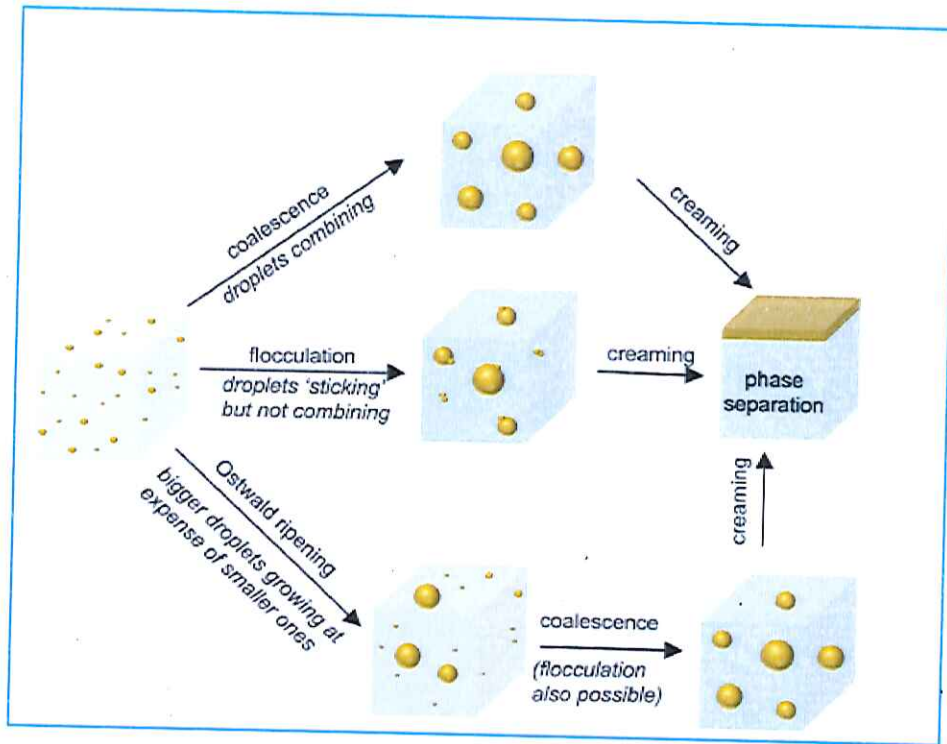 coalescence
droplets combining
creaming
flocculation
droplets 'sticking'
but not combining
creaming
phase
separation
Ostwald ripening
bigger droplets growing at
expense of smaller ones
coalescence
(flocculation
also possible)
creaming